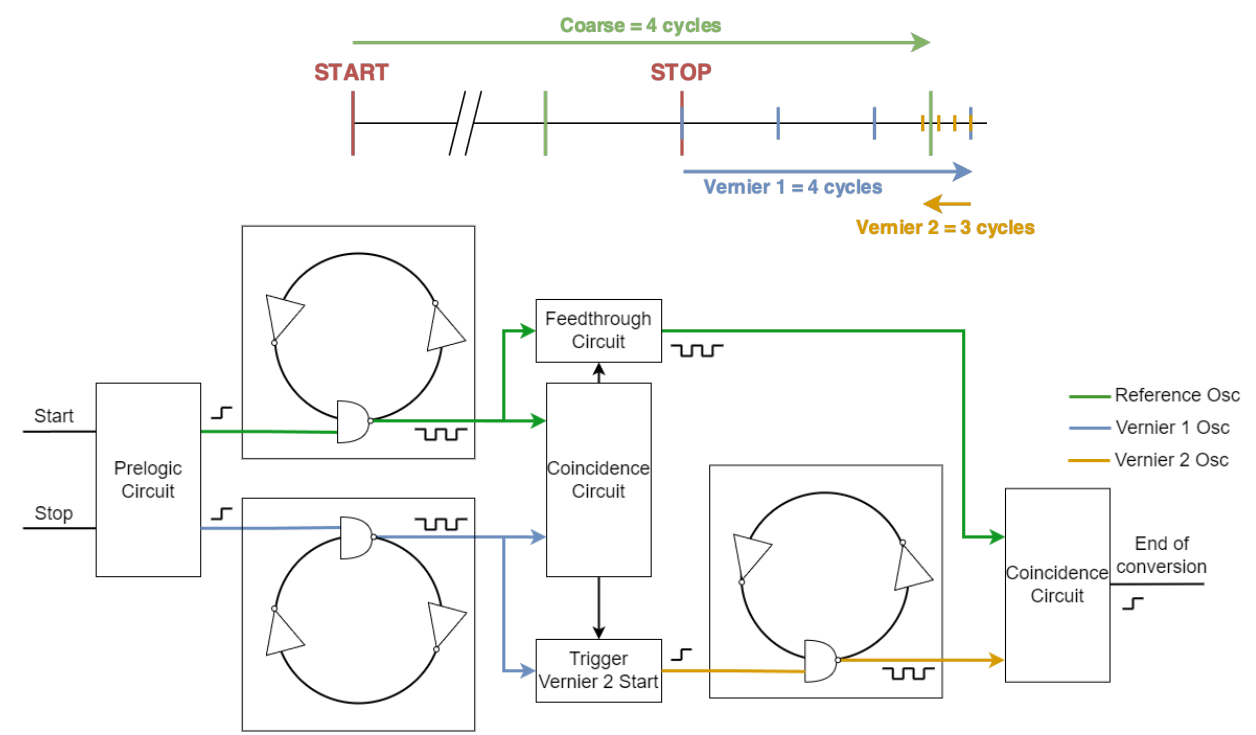 Coarse = 4 cycles
START
STOP
Vernier 1 = 4 cycles
Vernier 2 = 3 cycles
Feedthrough
Circuit
Start
Stop
Prelogic
Circuit
Coincidence
Circuit
Reference Osc
Vernier 1 Osc
Vernier 2 Osc
Trigger
Vernier 2 Start
Coincidence
Circuit
End of
conversion